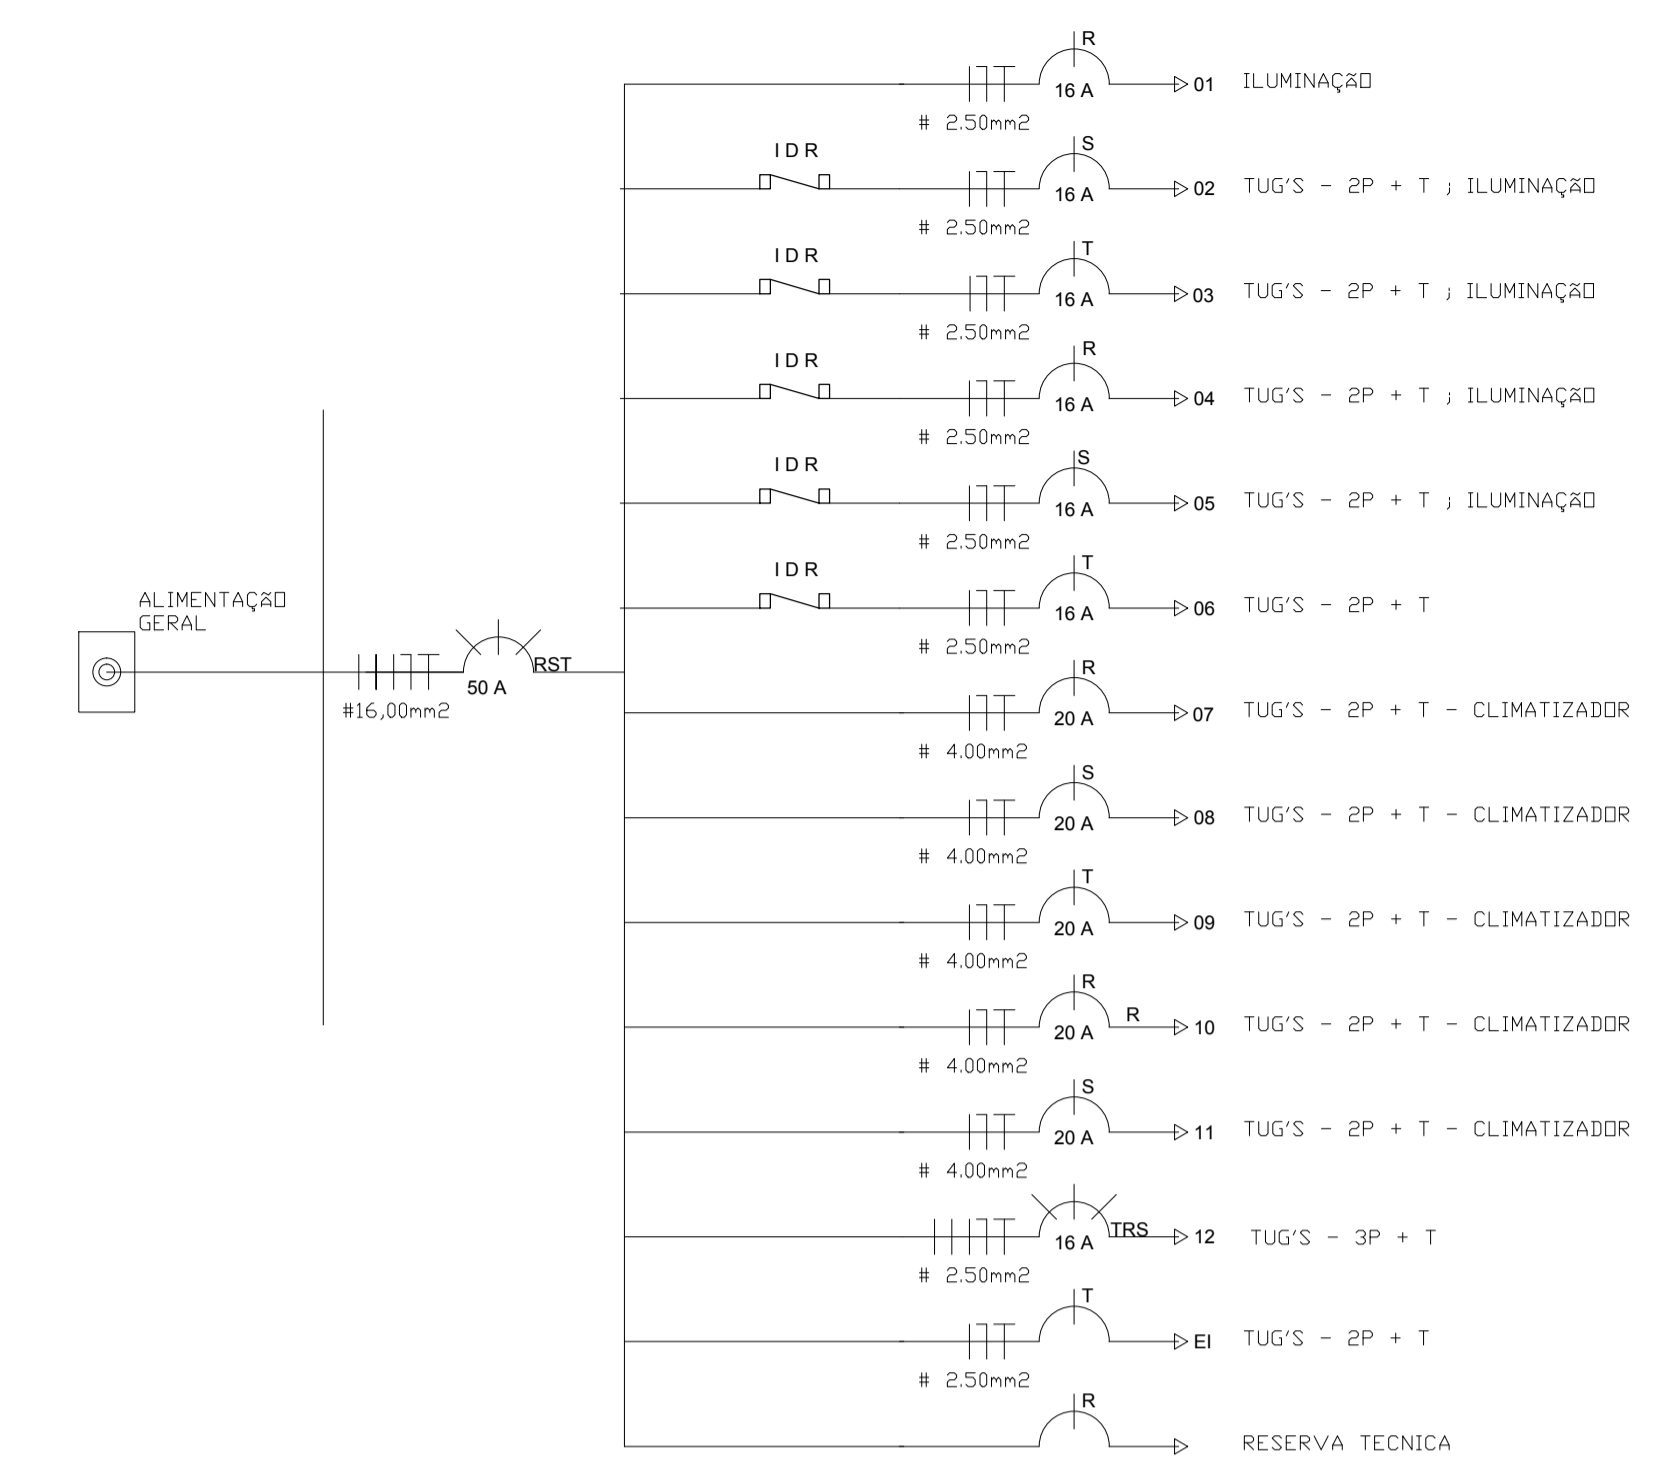 R
16 A
01 ILUMINAÇÃO
# 2.50mm2
IDR
S
16 A
02 TUG'S - 2P + T ; ILUMINAÇÃO
# 2.50mm2
IDR
T
16 A
03 TUG'S - 2P + T ; ILUMINAÇÃO
# 2.50mm2
IDR
R
16 A
04 TUG'S - 2P + T ; ILUMINAÇÃO
# 2.50mm2
IDR
S
16 A
05 TUG'S - 2P + T ; ILUMINAÇÃO
# 2.50mm2
IDR
T
16 A
06 TUG'S - 2P + T
# 2.50mm2
ALIMENTAÇÃO
GERAL
RST
50 A
#16,00mm2
R
20 A
07 TUG'S - 2P + T - CLIMATIZADOR
# 4.00mm2
S
20 A
08 TUG'S - 2P + T - CLIMATIZADOR
# 4.00mm2
T
20 A
09 TUG'S - 2P + T - CLIMATIZADOR
# 4.00mm2
R
R
20 A
10 TUG'S - 2P + T - CLIMATIZADOR
# 4.00mm2
S
20 A
11 TUG'S - 2P + T - CLIMATIZADOR
# 4.00mm2
TRS
16 A
12 TUG'S - 3P + T
# 2.50mm2
T
EI TUG'S - 2P + T
# 2.50mm2
R
RESERVA TECNICA